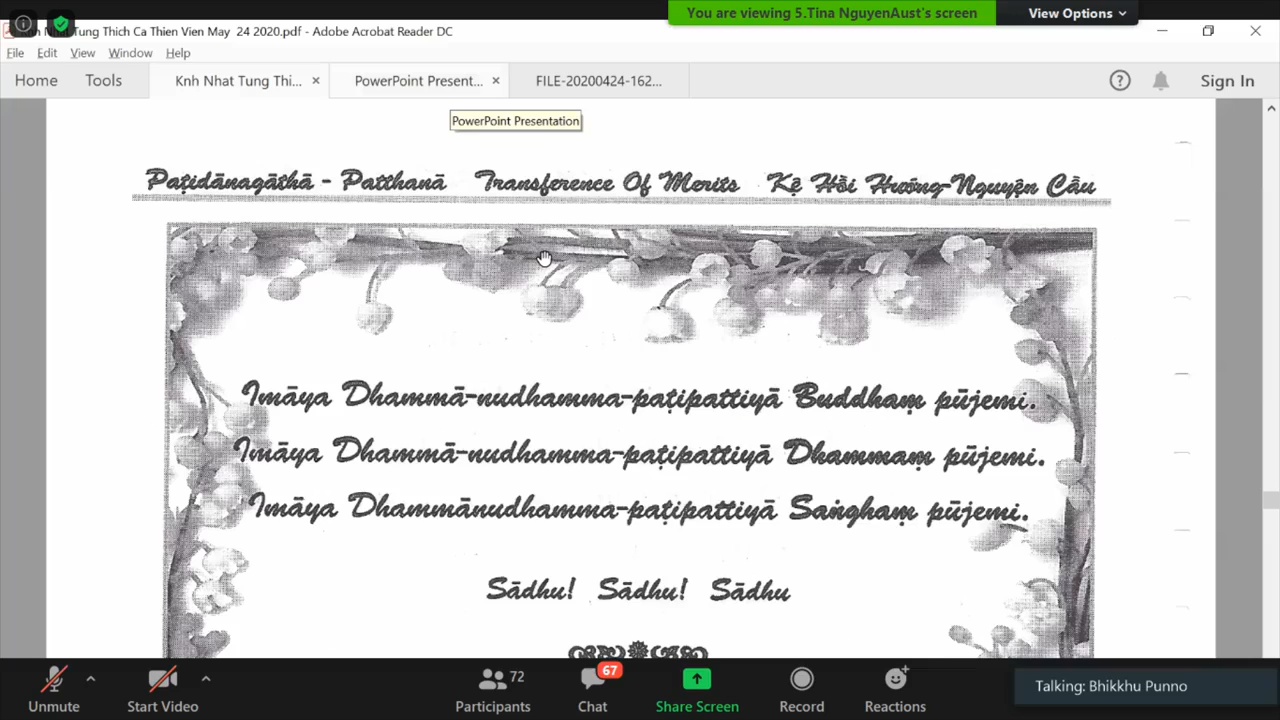 You are viewing 5.Tina NguyenAust's screen
View Options
Tung Thich Ca Thien Vien May 24 2020.pdf - Adobe Acrobat Reader DC
File Edit View Window Help
Home Tools Knh Nhat Tung Thi... PowerPoint Present... FILE-20200424-162... Sign In
PowerPoint Presentation
Paṭidānagāthā - Patthanā Transference Of Merits Kệ Hồi Hướng-Nguyện Cầu
Imāya Dhammā-nudhamma-paṭipattiyā Buddhaṃ pūjemi.
Imāya Dhammā-nudhamma-paṭipattiyā Dhammaṃ pūjemi.
Imāya Dhammānudhamma-paṭipattiyā Saṅghaṃ pūjemi.
Sādhu! Sādhu! Sādhu
72
67
Talking: Bhikkhu Punno
Unmute Start Video Participants Chat Share Screen Record Reactions